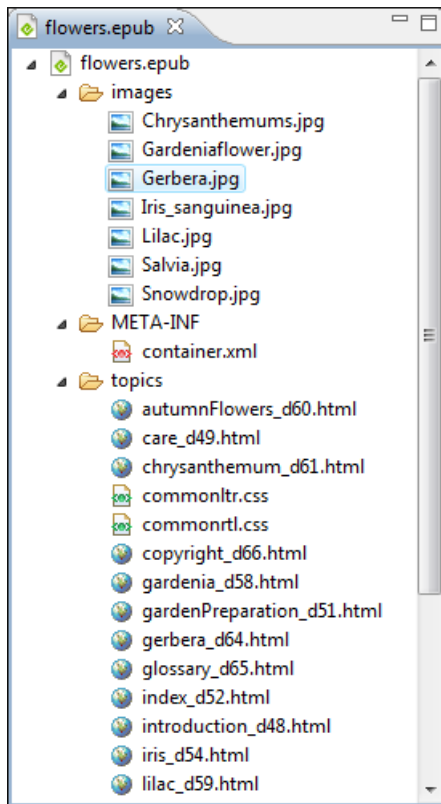 flowers.epub
flowers.epub
images
Chrysanthemums.jpg
Gardeniaflower.jpg
Gerbera.jpg
Iris_sanguinea.jpg
Lilac.jpg
Salvia.jpg
Snowdrop.jpg
META-INF
container.xml
topics
autumnFlowers_d60.html
care_d49.html
chrysanthemum_d61.html
commonltr.css
commonrtl.css
copyright_d66.html
gardenia_d58.html
gardenPreparation_d51.html
gerbera_d64.html
glossary_d65.html
index_d52.html
introduction_d48.html
iris_d54.html
lilac_d59.html